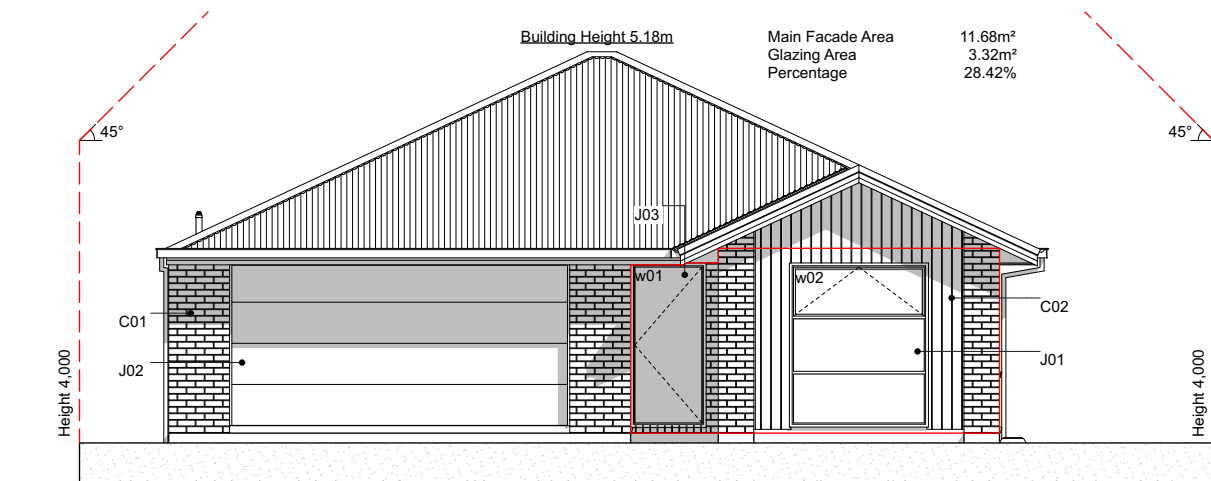 Building Height 5.18m
Main Facade Area 11.68m²
Glazing Area 3.32m²
Percentage 28.42%
45°
45°
J03
w01
w02
C01
C02
J02
J01
Height 4,000
Height 4,000